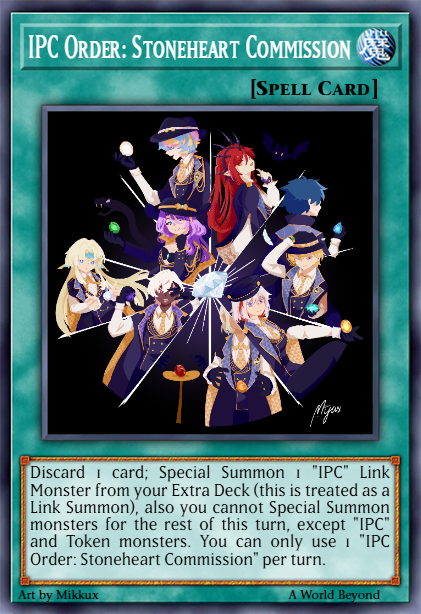 IPC Order: Stoneheart Commission
魔
[Spell Card]
Discard 1 card; Special Summon 1 "IPC" Link
Monster from your Extra Deck (this is treated as a
Link Summon), also you cannot Special Summon
monsters for the rest of this turn, except "IPC"
and Token monsters. You can only use 1 "IPC
Order: Stoneheart Commission" per turn.
Art by Mikkux
A World Beyond